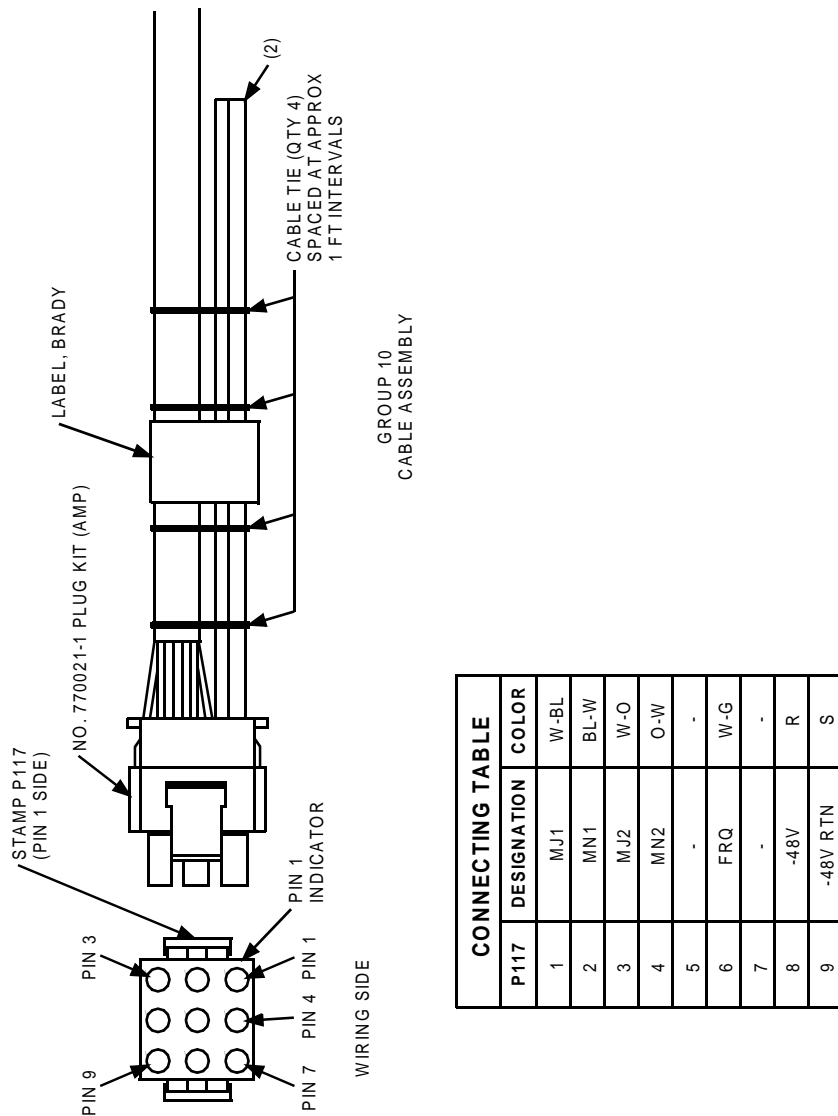 STAMP P117
(PIN 1 SIDE)
NO. 770021-1 PLUG KIT (AMP)
LABEL, BRADY
(2)
PIN 9
PIN 3
PIN 7
PIN 4
PIN 1
PIN 1
INDICATOR
WIRING SIDE
CABLE TIE (QTY 4)
SPACED AT APPROX
1 FT INTERVALS
GROUP 10
CABLE ASSEMBLY
CONNECTING TABLE
P117 DESIGNATION COLOR
1 MJ1 W-BL
2 MN1 BL-W
3 MJ2 W-O
4 MN2 O-W
5 - -
6 FRQ W-G
7 - -
8 -48V R
9 -48V RTN S